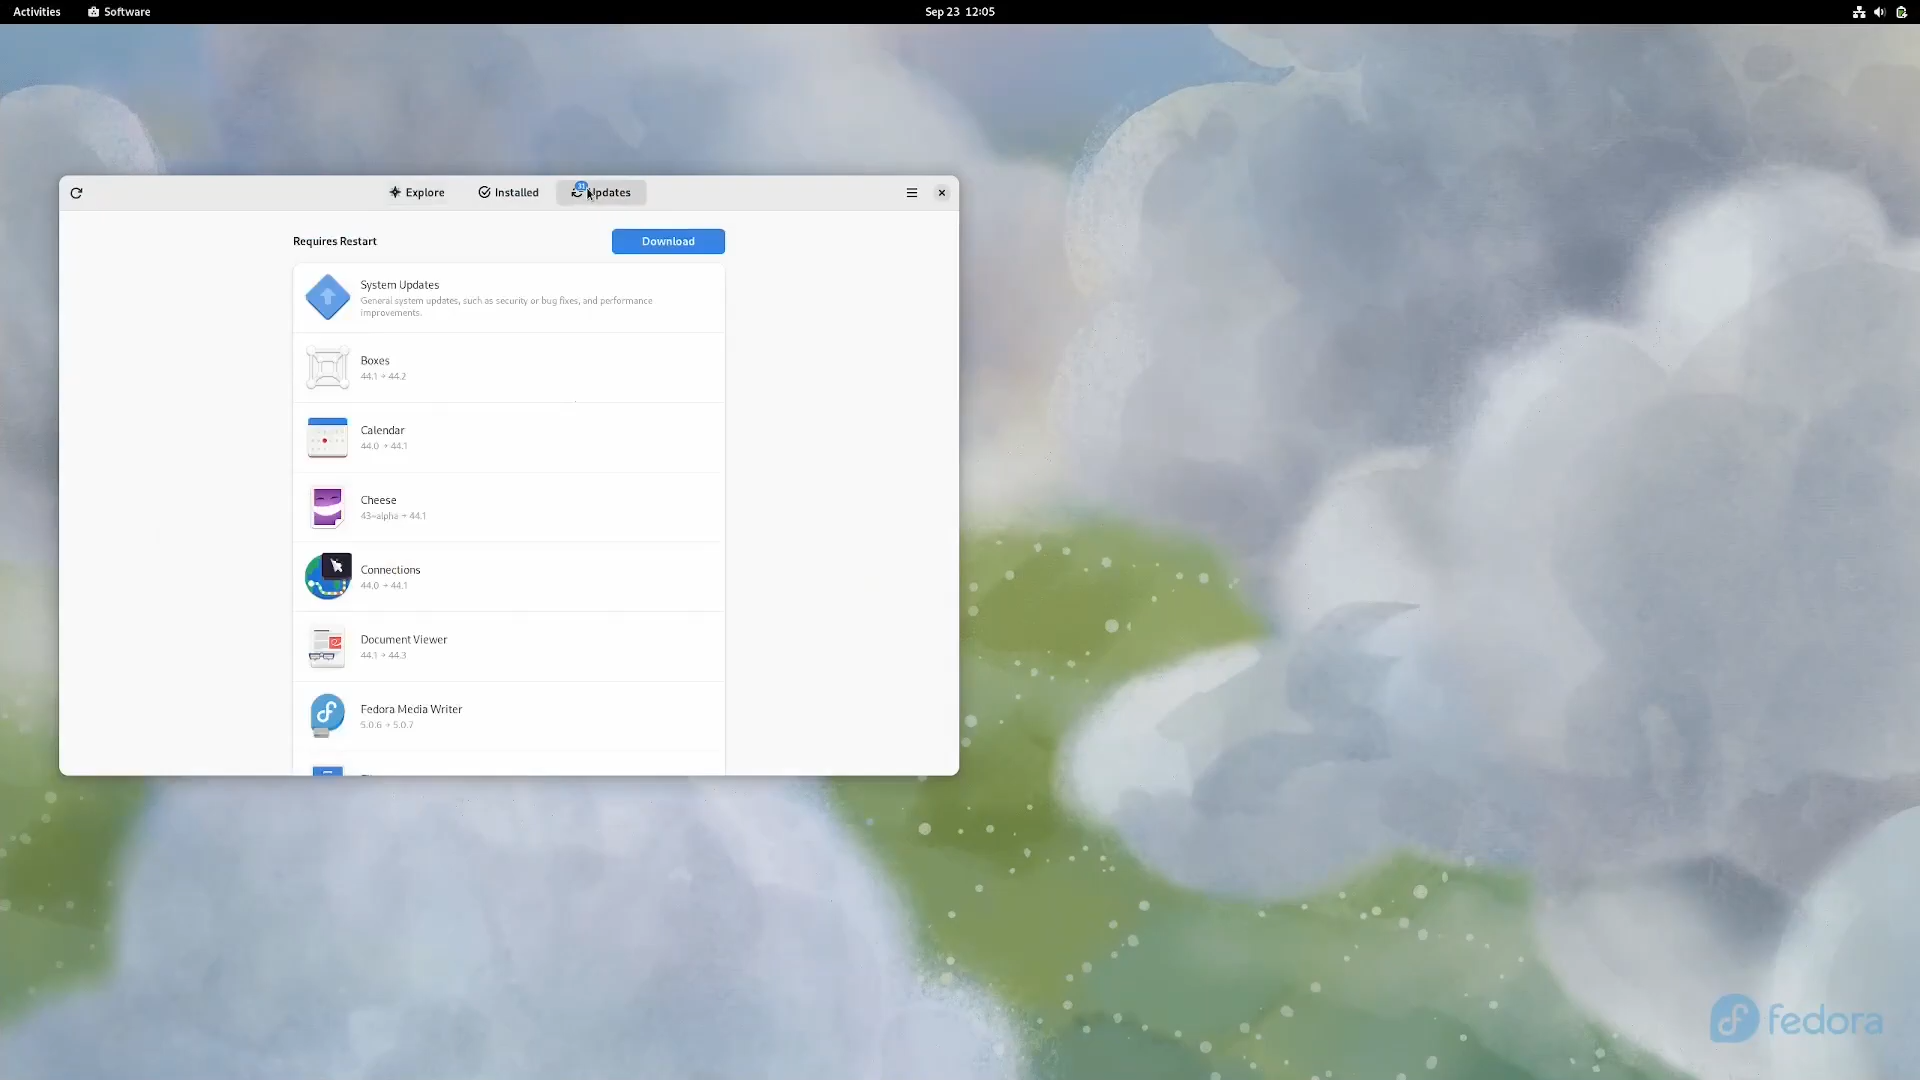 Activities
Software
Sep 23 12:05
Explore
Installed
31
Updates
Requires Restart
Download
System Updates
General system updates, such as security or bug fixes, and performance
improvements.
Boxes
44.1 → 44.2
Calendar
44.0 → 44.1
Cheese
43~alpha → 44.1
Connections
44.0 → 44.1
Document Viewer
44.1 → 44.3
Fedora Media Writer
5.0.6 → 5.0.7
fedora